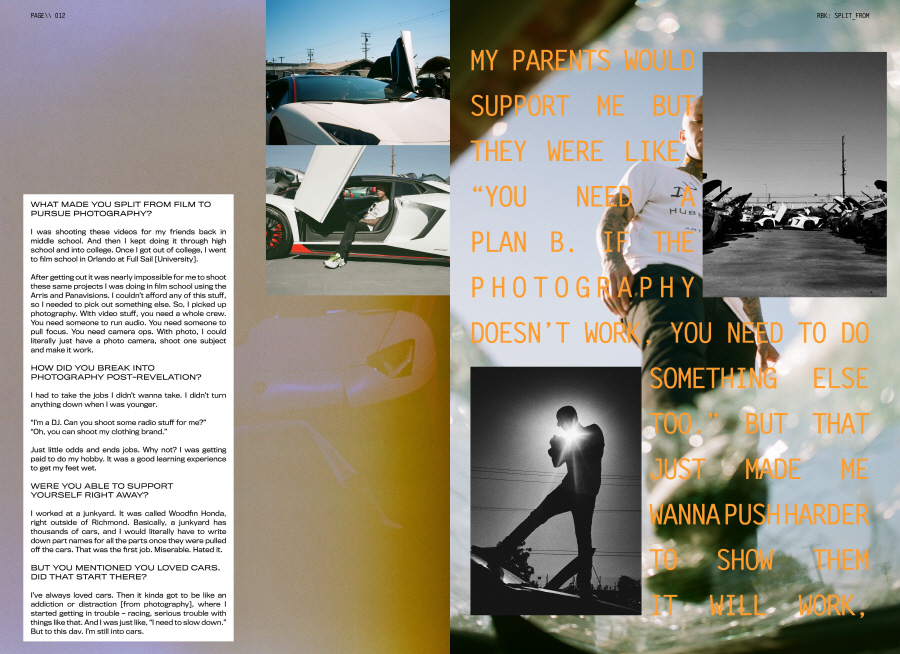 PAGE\\ 012
RBK: SPLIT_FROM
WHAT MADE YOU SPLIT FROM FILM TO
PURSUE PHOTOGRAPHY?
I was shooting these videos for my friends back in
middle school. And then I kept doing it through high
school and into college. Once I got out of college, I went
to film school in Orlando at Full Sail [University].
After getting out it was nearly impossible for me to shoot
these same projects I was doing in film school using the
Arris and Panavisions. I couldn't afford any of this stuff,
so I needed to pick out something else. So, I picked up
photography. With video stuff, you need a whole crew.
You need someone to run audio. You need someone to
pull focus. You need camera ops. With photo, I could
literally just have a photo camera, shoot one subject
and make it work.
HOW DID YOU BREAK INTO
PHOTOGRAPHY POST-REVELATION?
I had to take the jobs I didn't wanna take. I didn't turn
anything down when I was younger.
"I'm a DJ. Can you shoot some radio stuff for me?"
"Oh, you can shoot my clothing brand."
Just little odds and ends jobs. Why not? I was getting
paid to do my hobby. It was a good learning experience
to get my feet wet.
WERE YOU ABLE TO SUPPORT
YOURSELF RIGHT AWAY?
I worked at a junkyard. It was called Woodfin Honda,
right outside of Richmond. Basically, a junkyard has
thousands of cars, and I would literally have to write
down part names for all the parts once they were pulled
off the cars. That was the first job. Miserable. Hated it.
BUT YOU MENTIONED YOU LOVED CARS.
DID THAT START THERE?
I've always loved cars. Then it kinda got to be like an
addiction or distraction [from photography], where I
started getting in trouble – racing, serious trouble with
things like that. And I was just like, "I need to slow down."
But to this day, I'm still into cars.
MY PARENTS WOULD
SUPPORT ME BUT
THEY WERE LIKE,
“YOU NEED A
PLAN B. IF THE
PHOTOGRAPHY
DOESN’T WORK, YOU NEED TO DO
SOMETHING ELSE
TOO.” BUT THAT
JUST MADE ME
WANNA PUSH HARDER
TO SHOW THEM
IT WILL WORK,